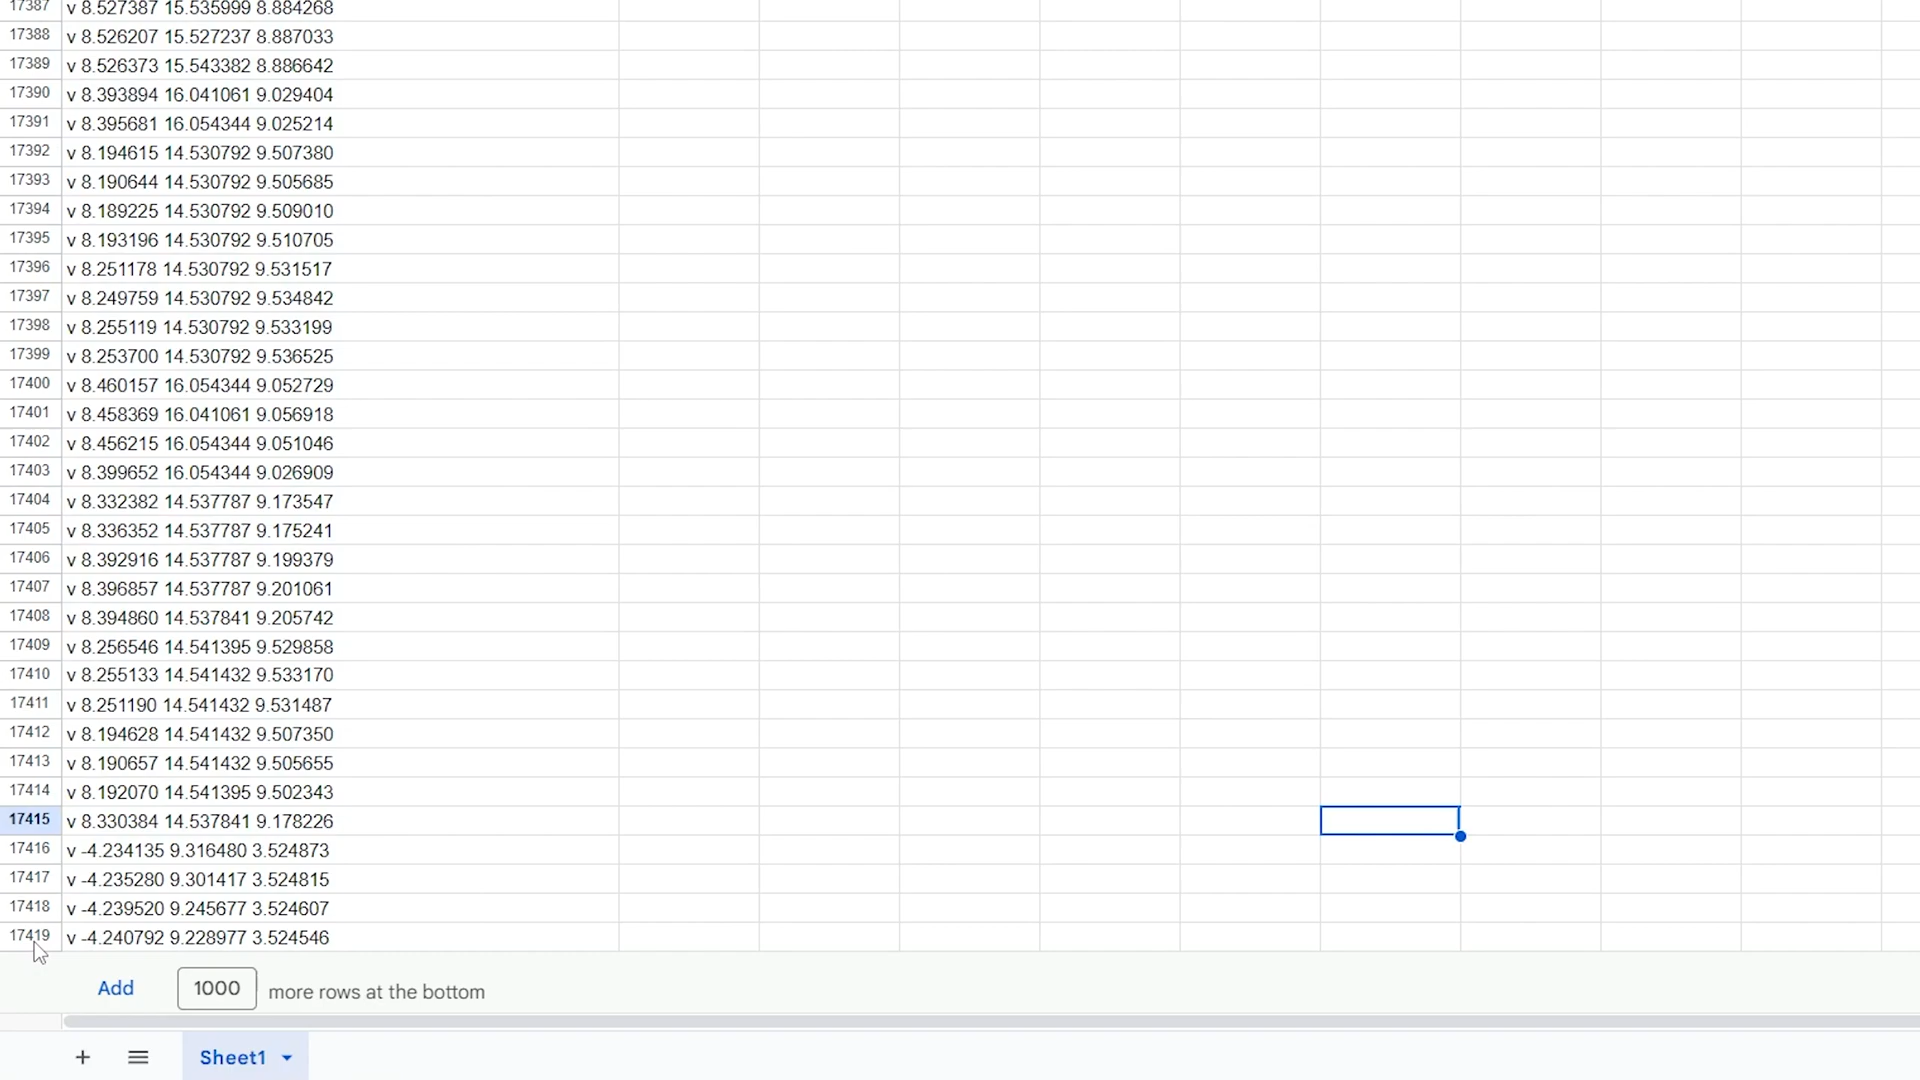 17387 v 8.527387 15.535999 8.884268
17388 v 8.526207 15.527237 8.887033
17389 v 8.526373 15.543382 8.886642
17390 v 8.393894 16.041061 9.029404
17391 v 8.395681 16.054344 9.025214
17392 v 8.194615 14.530792 9.507380
17393 v 8.190644 14.530792 9.505685
17394 v 8.189225 14.530792 9.509010
17395 v 8.193196 14.530792 9.510705
17396 v 8.251178 14.530792 9.531517
17397 v 8.249759 14.530792 9.534842
17398 v 8.255119 14.530792 9.533199
17399 v 8.253700 14.530792 9.536525
17400 v 8.460157 16.054344 9.052729
17401 v 8.458369 16.041061 9.056918
17402 v 8.456215 16.054344 9.051046
17403 v 8.399652 16.054344 9.026909
17404 v 8.332382 14.537787 9.173547
17405 v 8.336352 14.537787 9.175241
17406 v 8.392916 14.537787 9.199379
17407 v 8.396857 14.537787 9.201061
17408 v 8.394860 14.537841 9.205742
17409 v 8.256546 14.541395 9.529858
17410 v 8.255133 14.541432 9.533170
17411 v 8.251190 14.541432 9.531487
17412 v 8.194628 14.541432 9.507350
17413 v 8.190657 14.541432 9.505655
17414 v 8.192070 14.541395 9.502343
17415 v 8.330384 14.537841 9.178226
17416 v -4.234135 9.316480 3.524873
17417 v -4.235280 9.301417 3.524815
17418 v -4.239520 9.245677 3.524607
17419 v -4.240792 9.228977 3.524546
Add 1000 more rows at the bottom
Sheet1